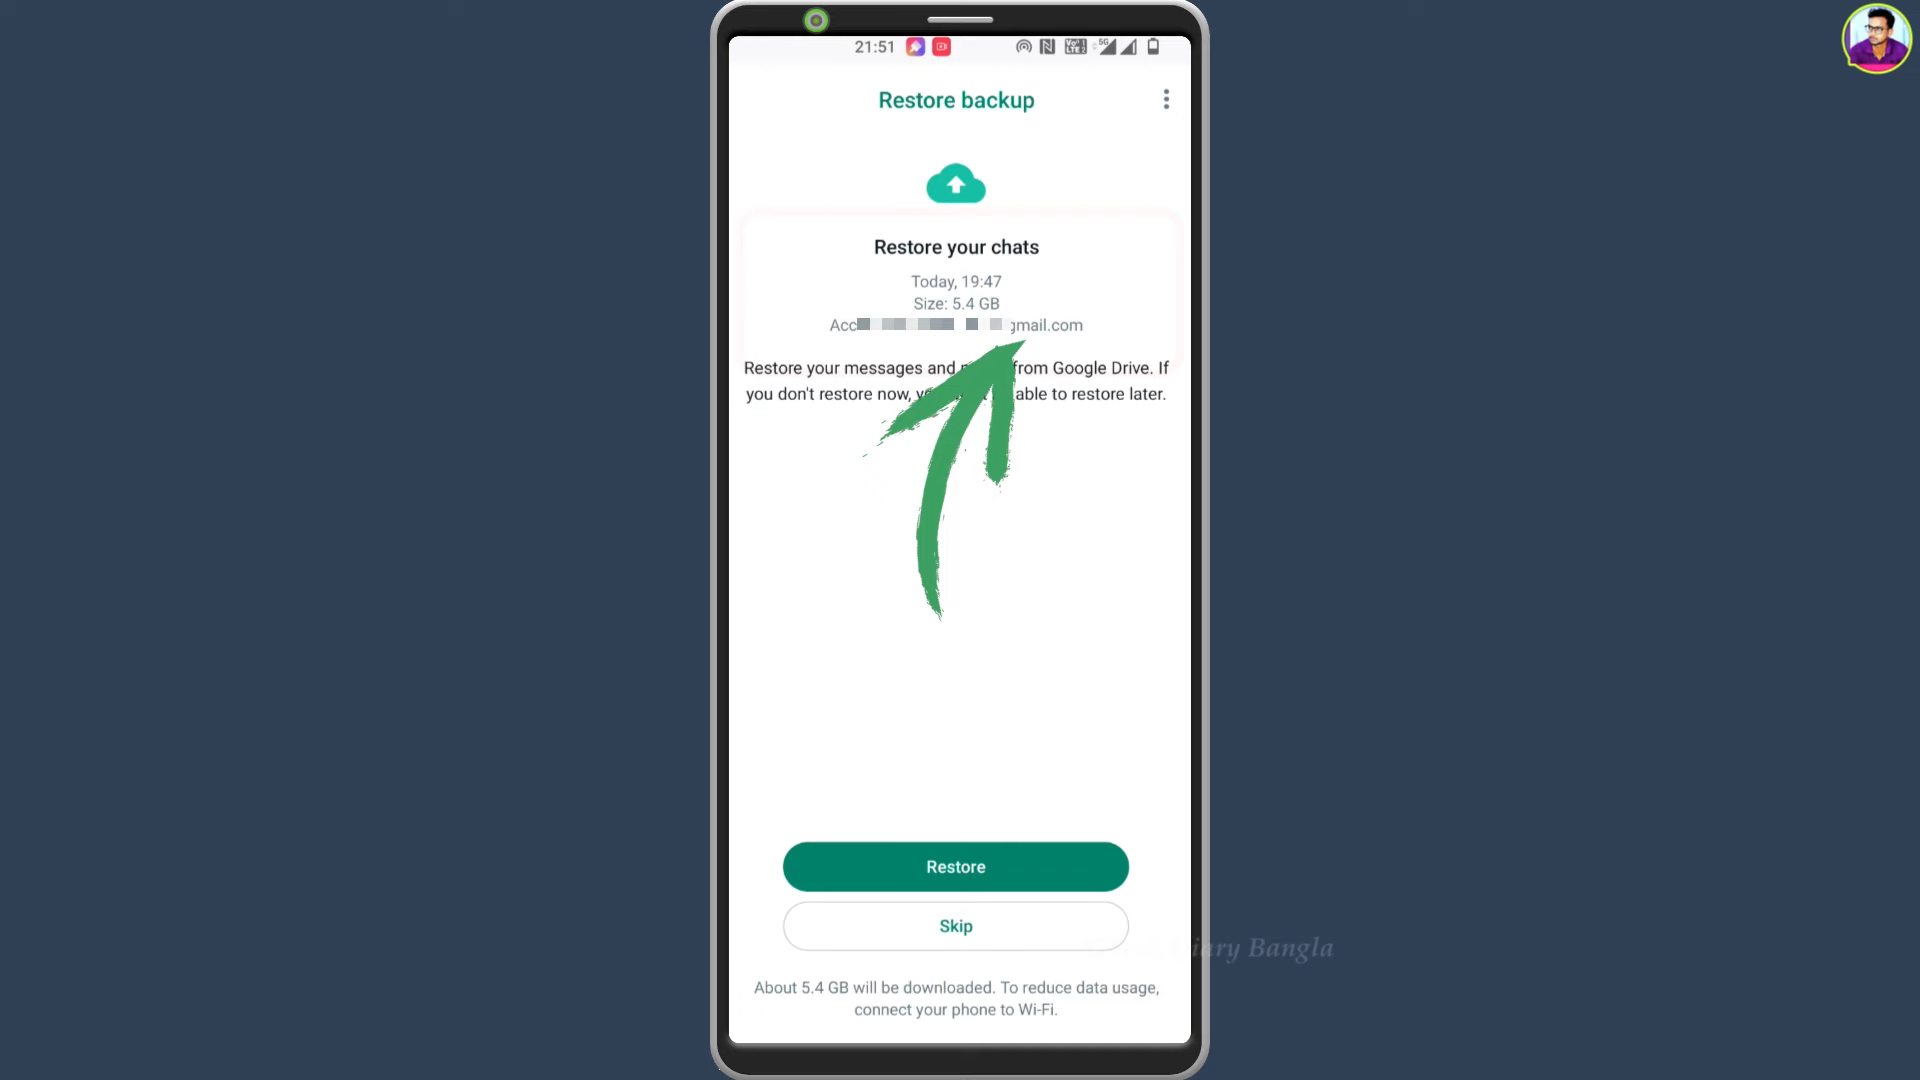 21:51
Restore backup
Restore your chats
Today, 19:47
Size: 5.4 GB
Acc gmail.com
Restore your messages and from Google Drive. If
you don't restore now, able to restore later.
Restore
Skip
iary Bangla
About 5.4 GB will be downloaded. To reduce data usage,
connect your phone to Wi-Fi.